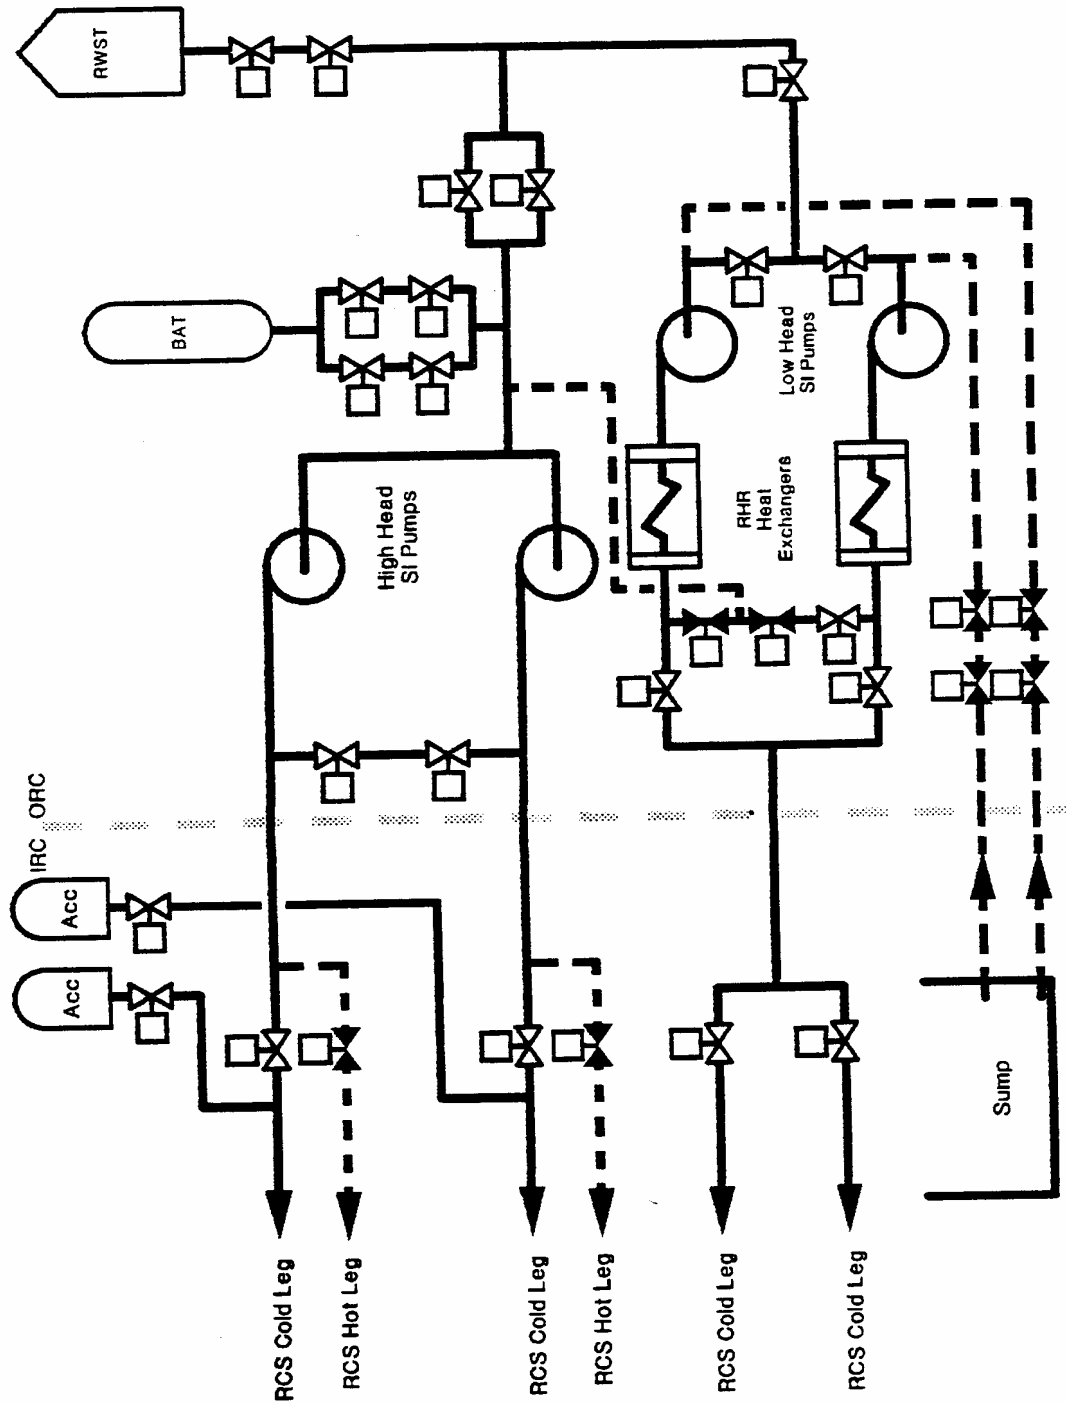 RWST
BAT
High Head
SI Pumps
Low Head
SI Pumps
RHR
Heat
Exchangers
IRC
ORC
Acc
Acc
Sump
RCS Cold Leg
RCS Hot Leg
RCS Cold Leg
RCS Hot Leg
RCS Cold Leg
RCS Cold Leg